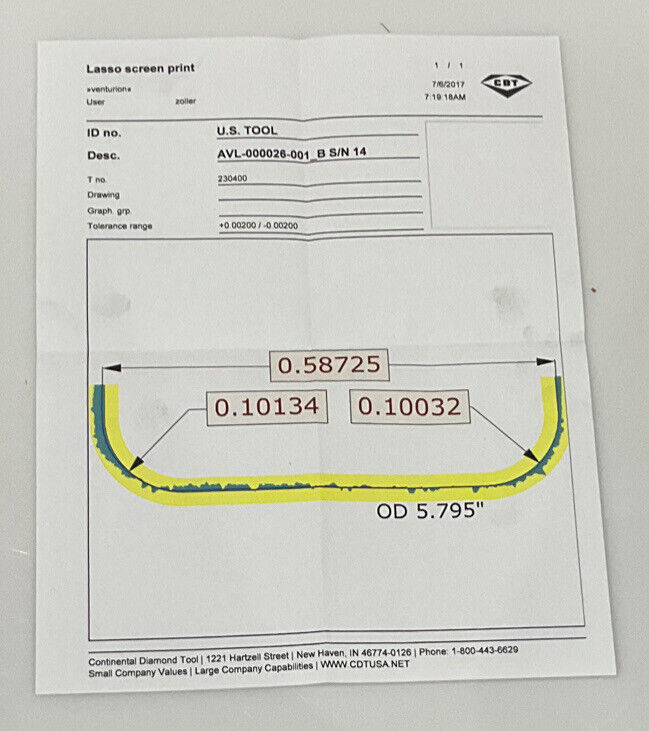 Lasso screen print
1 / 1
»venturion«
7/6/2017
CDT
User zoller
7:19:18AM
ID no. U.S. TOOL
Desc. AVL-000026-001_B S/N 14
T no. 230400
Drawing
Graph. grp.
Tolerance range +0.00200 / -0.00200
0.58725
0.10134 0.10032
OD 5.795"
Continental Diamond Tool | 1221 Hartzell Street | New Haven, IN 46774-0126 | Phone: 1-800-443-6629
Small Company Values | Large Company Capabilities | WWW.CDTUSA.NET